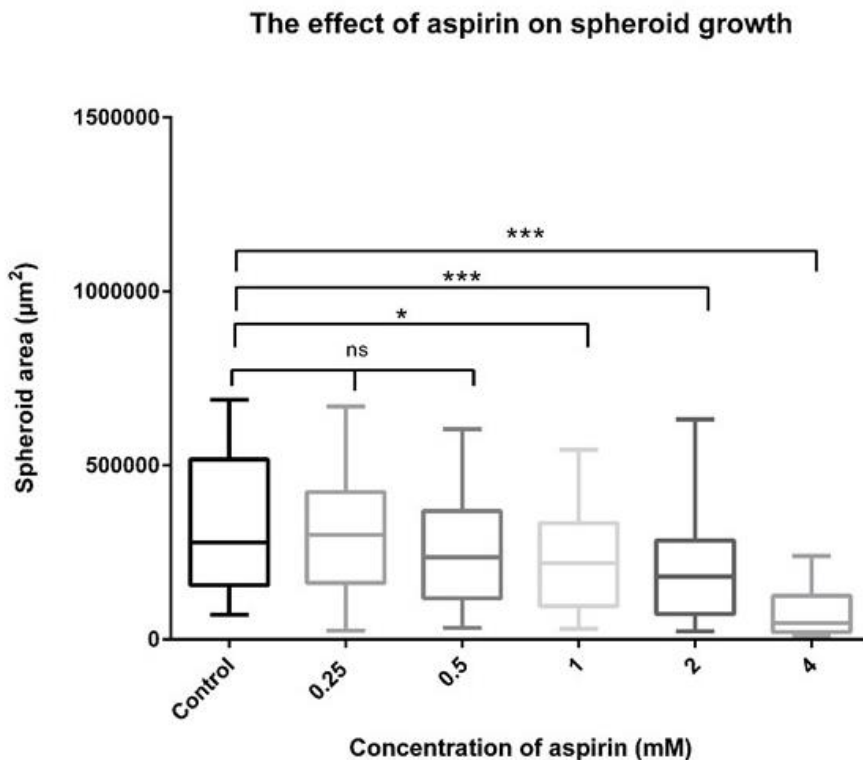 The effect of aspirin on spheroid growth
1500000
***
1000000
***
*
ns
500000
0
Spheroid area (µm²)
Control
0.25
0.5
1
2
4
Concentration of aspirin (mM)